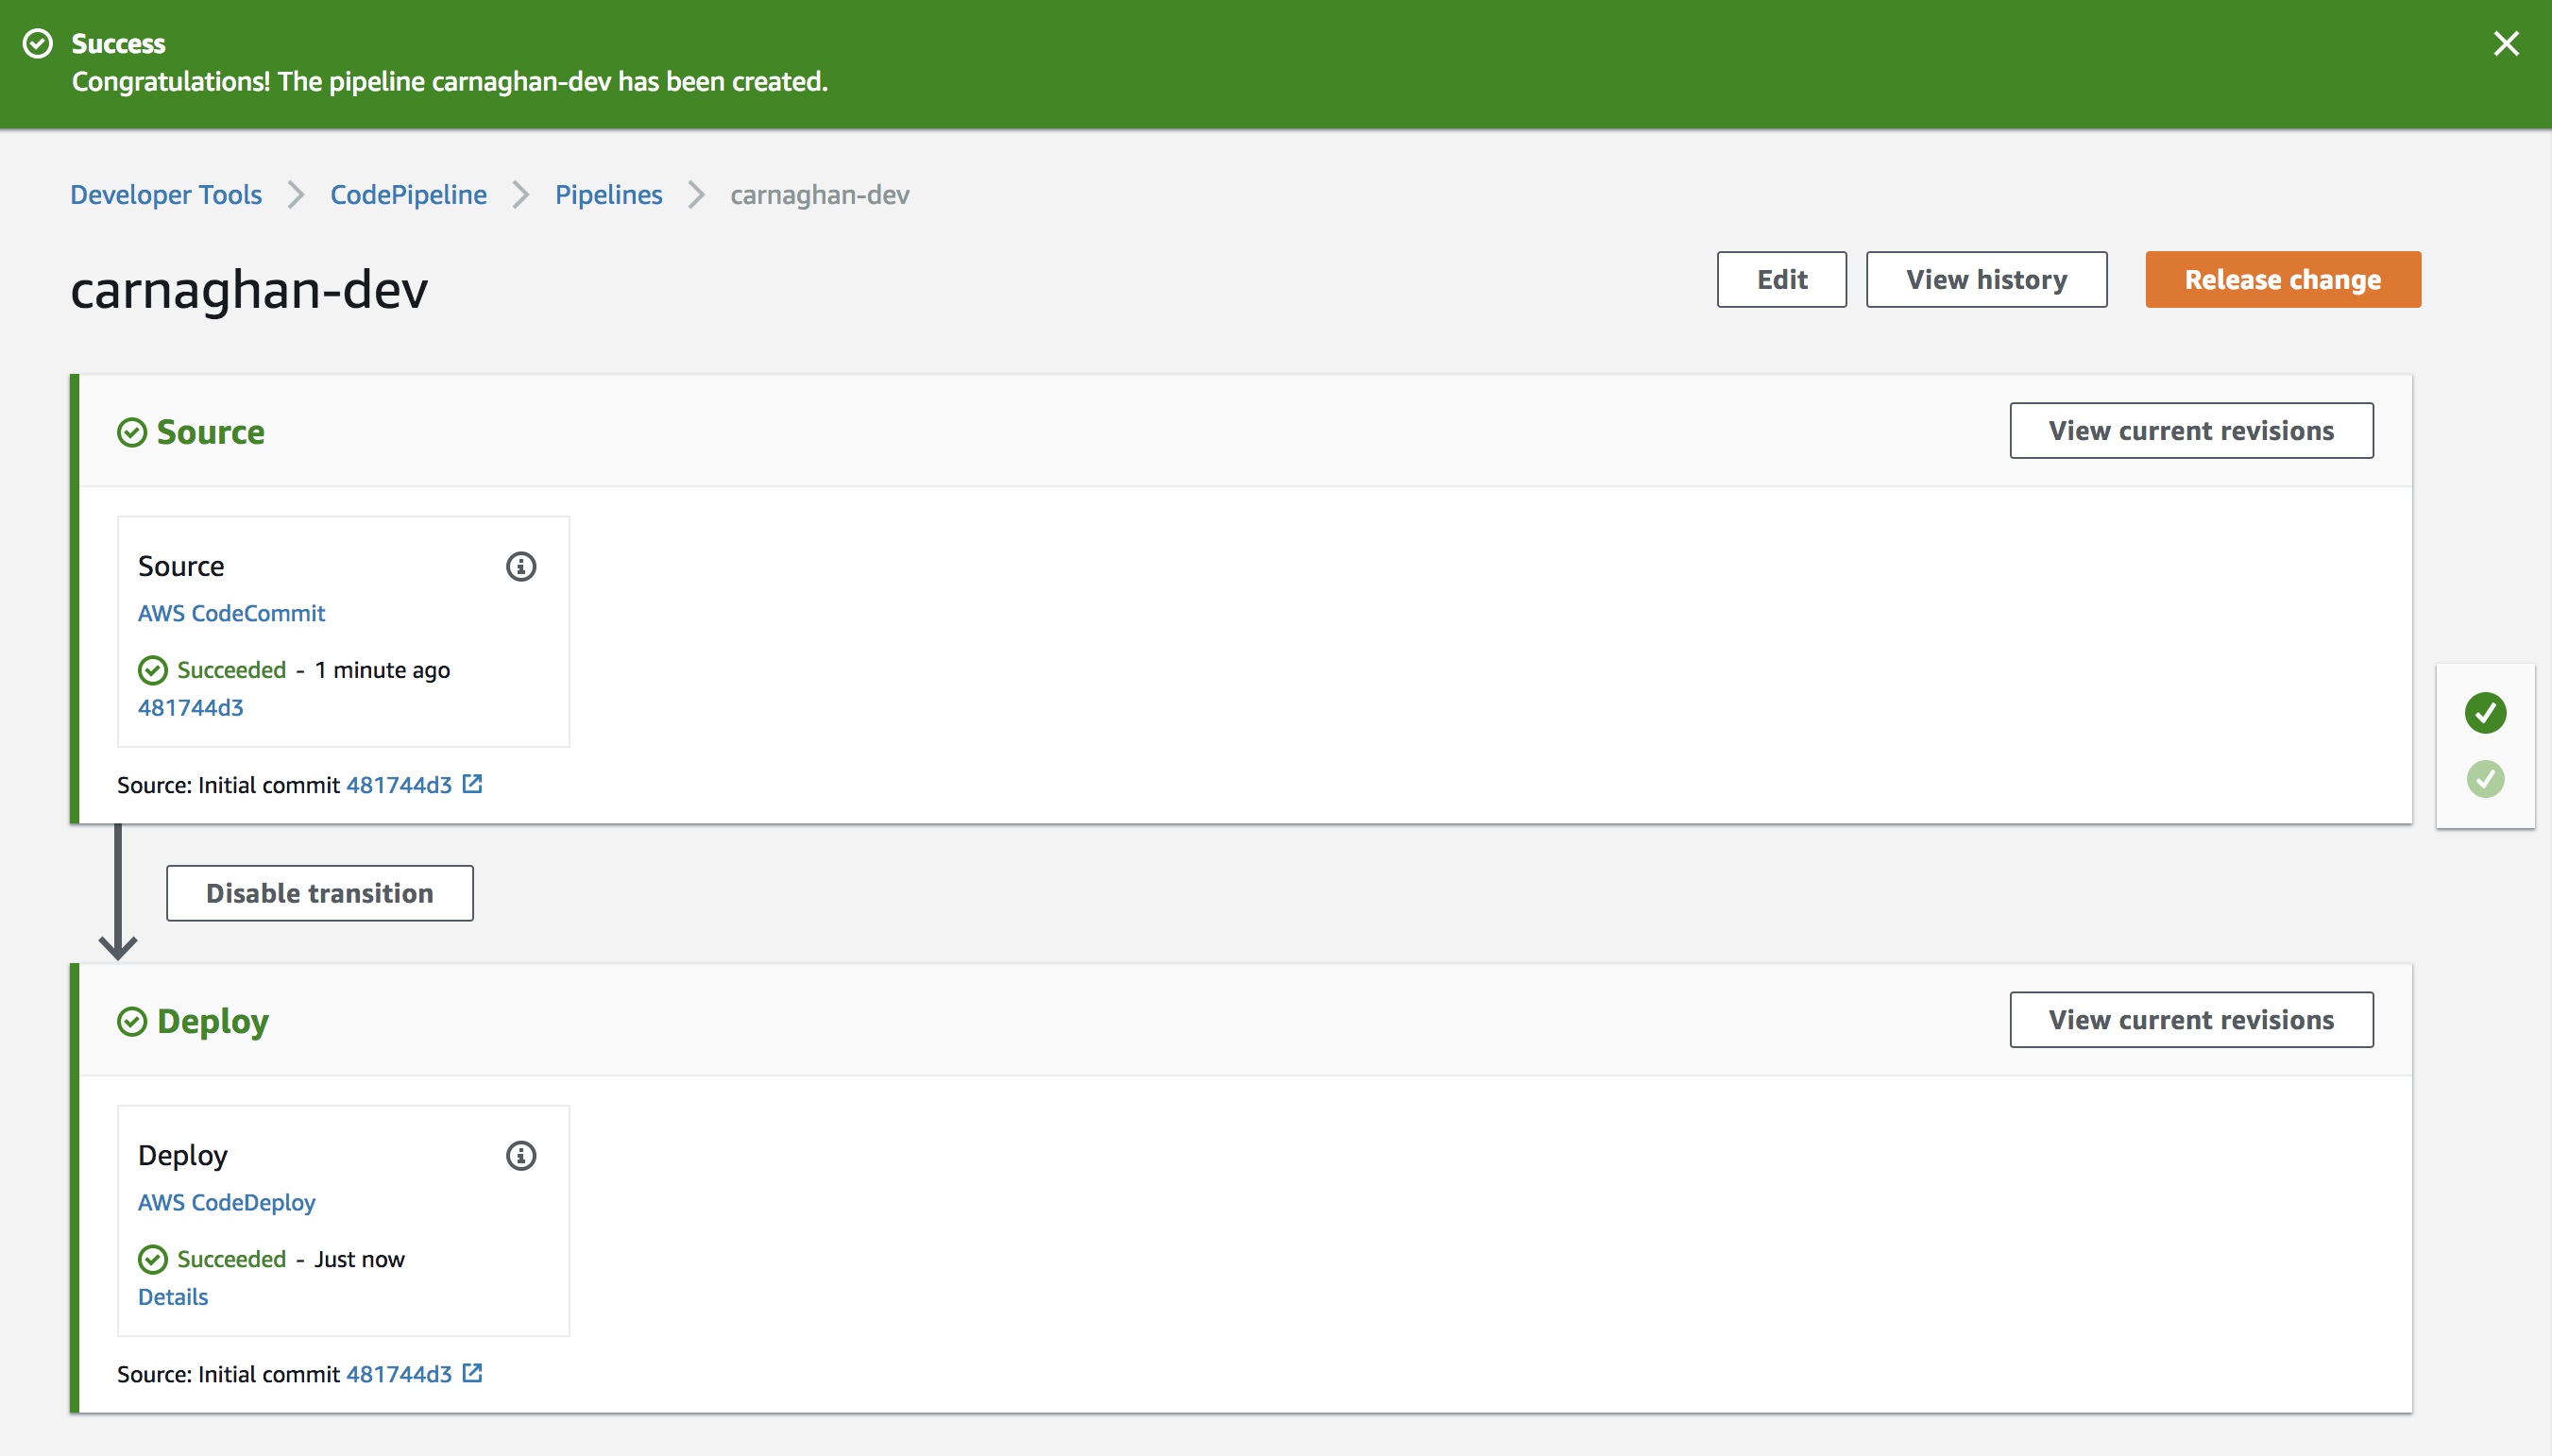 Success
Congratulations! The pipeline carnaghan-dev has been created.
Developer Tools CodePipeline Pipelines carnaghan-dev
carnaghan-dev
Edit View history Release change
Source View current revisions
Source
AWS CodeCommit
Succeeded - 1 minute ago
481744d3
Source: Initial commit 481744d3
Disable transition
Deploy View current revisions
Deploy
AWS CodeDeploy
Succeeded - Just now
Details
Source: Initial commit 481744d3